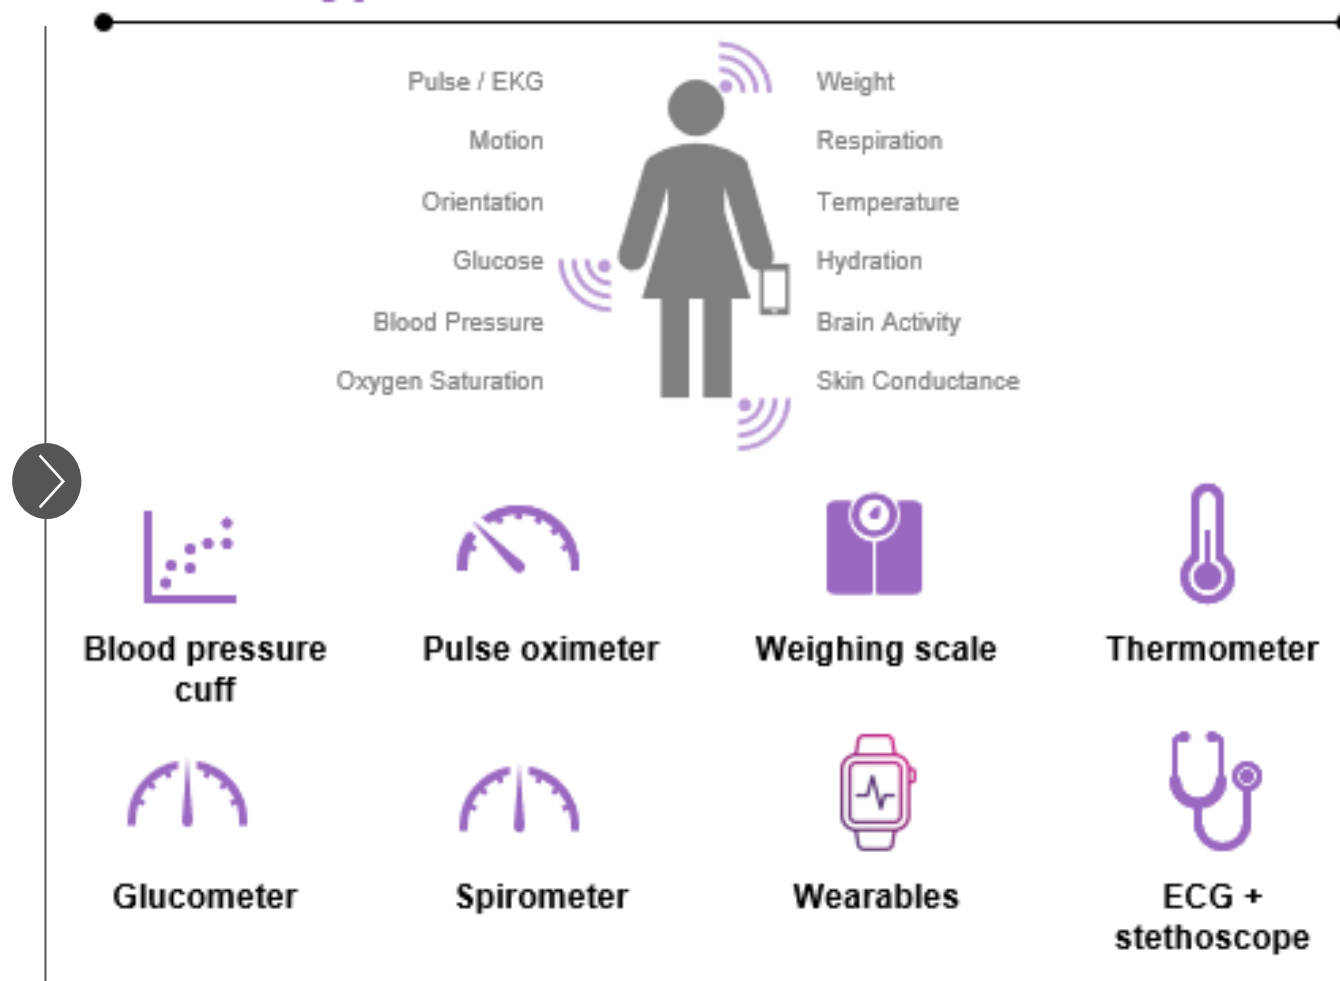 Pulse / EKG
Motion
Orientation
Glucose
Blood Pressure
Oxygen Saturation
Weight
Respiration
Temperature
Hydration
Brain Activity
Skin Conductance
Blood pressure
cuff
Pulse oximeter
Weighing scale
Thermometer
Glucometer
Spirometer
Wearables
ECG +
stethoscope